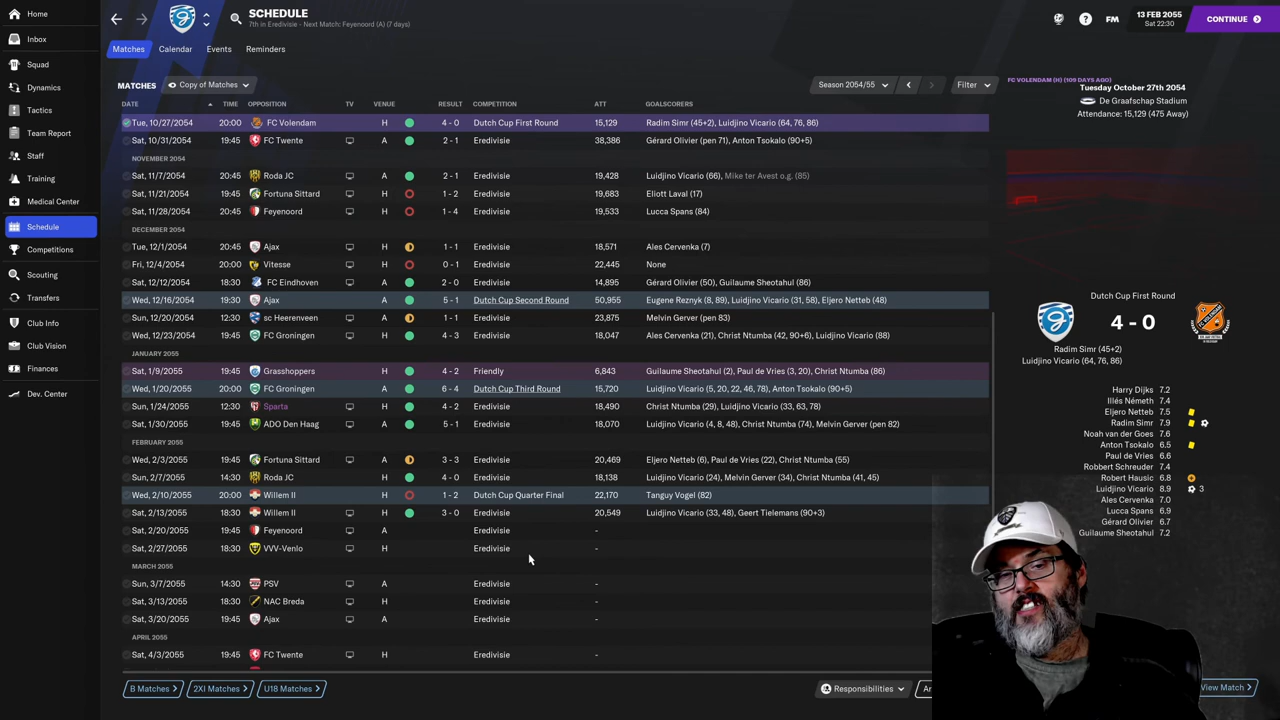 Home
Inbox
Squad
Dynamics
Tactics
Team Report
Staff
Training
Medical Center
Schedule
Competitions
Scouting
Transfers
Club Info
Club Vision
Finances
Dev. Center
SCHEDULE
7th in Eredivisie - Next Match: Feyenoord (A) (7 days)
FM
13 FEB 2055
Sat 22:30
CONTINUE
Matches Calendar Events Reminders
MATCHES Copy of Matches Season 2054/55 Filter
DATE TIME OPPOSITION TV VENUE RESULT COMPETITION ATT GOALSCORERS
Tue, 10/27/2054 20:00 FC Volendam H 4 - 0 Dutch Cup First Round 15,129 Radim Simr (45+2), Luidjino Vicario (64, 76, 86)
Sat, 10/31/2054 19:45 FC Twente A 2 - 1 Eredivisie 38,386 Gérard Olivier (pen 71), Anton Tsokalo (90+5)
NOVEMBER 2054
Sat, 11/7/2054 20:45 Roda JC A 2 - 1 Eredivisie 19,428 Luidjino Vicario (66), Mike ter Avest o.g. (85)
Sat, 11/21/2054 19:45 Fortuna Sittard H 1 - 2 Eredivisie 19,683 Eliott Laval (17)
Sat, 11/28/2054 20:45 Feyenoord H 1 - 4 Eredivisie 19,533 Lucca Spans (84)
DECEMBER 2054
Tue, 12/1/2054 20:45 Ajax H 1 - 1 Eredivisie 18,571 Ales Cervenka (7)
Fri, 12/4/2054 20:00 Vitesse H 0 - 1 Eredivisie 22,445 None
Sat, 12/12/2054 18:30 FC Eindhoven A 2 - 0 Eredivisie 14,895 Gérard Olivier (50), Guilaume Sheotahul (86)
Wed, 12/16/2054 19:30 Ajax A 5 - 1 Dutch Cup Second Round 50,955 Eugene Reznyk (8, 89), Luidjino Vicario (31, 58), Eljero Netteb (48)
Sun, 12/20/2054 12:30 sc Heerenveen A 1 - 1 Eredivisie 23,875 Melvin Gerver (pen 83)
Wed, 12/23/2054 19:45 FC Groningen H 4 - 3 Eredivisie 18,047 Ales Cervenka (21), Christ Ntumba (42, 90+6), Luidjino Vicario (88)
JANUARY 2055
Sat, 1/9/2055 19:45 Grasshoppers H 4 - 2 Friendly 6,843 Guilaume Sheotahul (2), Paul de Vries (3, 20), Christ Ntumba (86)
Wed, 1/20/2055 20:00 FC Groningen A 6 - 4 Dutch Cup Third Round 15,720 Luidjino Vicario (5, 20, 22, 46, 78), Anton Tsokalo (90+5)
Sun, 1/24/2055 12:30 Sparta H 4 - 2 Eredivisie 18,490 Christ Ntumba (29), Luidjino Vicario (33, 63, 78)
Sat, 1/30/2055 19:45 ADO Den Haag A 5 - 1 Eredivisie 18,070 Luidjino Vicario (4, 8, 48), Christ Ntumba (79), Melvin Gerver (pen 82)
FEBRUARY 2055
Wed, 2/3/2055 19:45 Fortuna Sittard A 3 - 3 Eredivisie 20,469 Eljero Netteb (6), Paul de Vries (22), Christ Ntumba (55)
Sun, 2/7/2055 14:30 Roda JC H 4 - 0 Eredivisie 18,138 Luidjino Vicario (24), Melvin Gerver (34), Christ Ntumba (41, 45)
Wed, 2/10/2055 20:00 Willem II H 1 - 2 Dutch Cup Quarter Final 22,170 Tanguy Vogel (82)
Sat, 2/13/2055 18:30 Willem II H 3 - 0 Eredivisie 20,549 Luidjino Vicario (33, 48), Geert Tielemans (90+3)
Sat, 2/20/2055 19:45 Feyenoord A Eredivisie -
Sat, 2/27/2055 18:30 VVV-Venlo H Eredivisie -
MARCH 2055
Sun, 3/7/2055 14:30 PSV A Eredivisie -
Sat, 3/13/2055 18:30 NAC Breda H Eredivisie -
Sat, 3/20/2055 19:45 Ajax A Eredivisie -
APRIL 2055
Sat, 4/3/2055 19:45 FC Twente H Eredivisie -
B Matches 2XI Matches U18 Matches Responsibilities View Match
FC VOLENDAM (H) (109 DAYS AGO)
Tuesday October 27th 2054
De Graafschap Stadium
Attendance: 15,129 (475 Away)
Dutch Cup First Round
4 - 0
Radim Simr (45+2)
Luidjino Vicario (64, 76, 86)
Harry Dijks 7.2
Illés Németh 7.4
Eljero Netteb 7.5
Radim Simr 7.9
Noah van der Goes 7.6
Anton Tsokalo 6.5
Paul de Vries 6.6
Robbert Schreuder 7.4
Robert Hausic 6.8
Luidjino Vicario 8.9 3
Ales Cervenka 7.0
Lucca Spans 6.9
Gérard Olivier 6.7
Guilaume Sheotahul 7.2